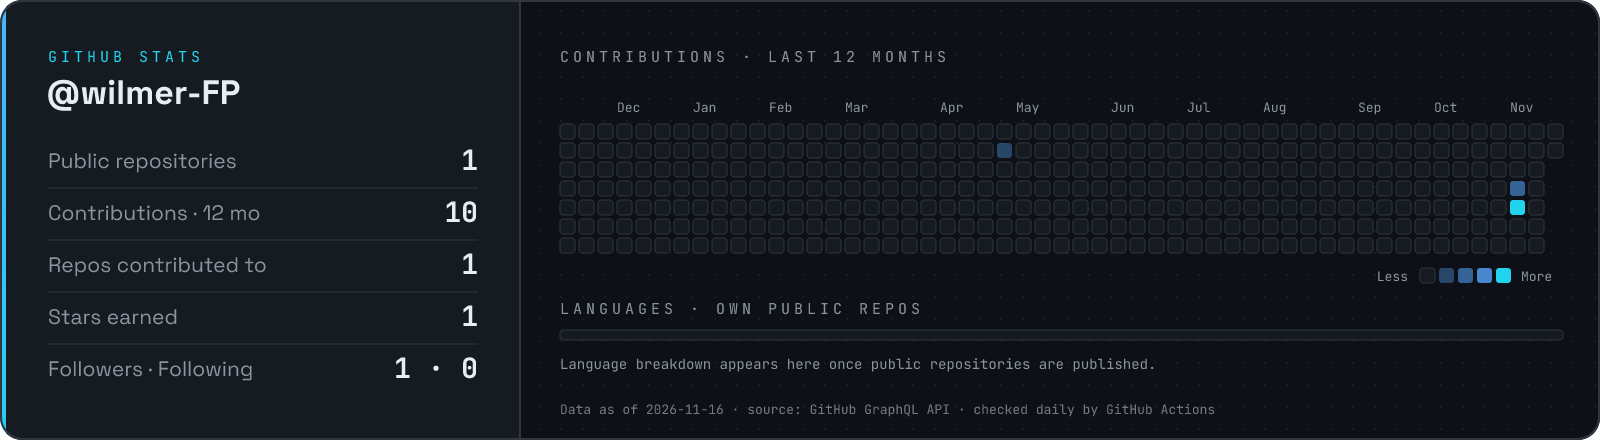 GITHUB STATS
@wilmer-FP
Public repositories 1
Contributions · 12 mo 10
Repos contributed to 1
Stars earned 1
Followers · Following 1 · 0
CONTRIBUTIONS · LAST 12 MONTHS
Dec Jan Feb Mar Apr May Jun Jul Aug Sep Oct Nov
Less More
LANGUAGES · OWN PUBLIC REPOS
Language breakdown appears here once public repositories are published.
Data as of 2026-11-16 · source: GitHub GraphQL API · checked daily by GitHub Actions